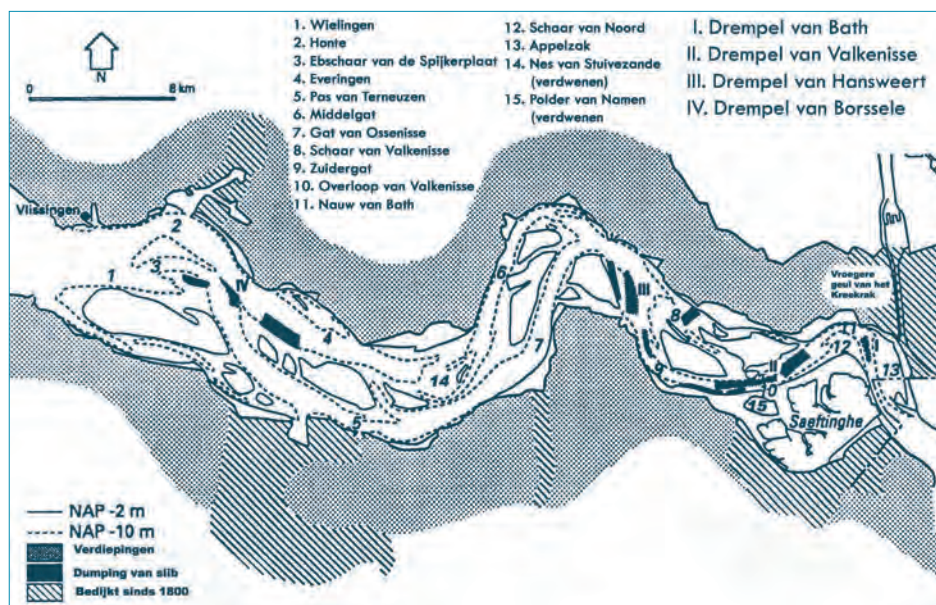 N
0 8 km
1. Wielingen
2. Honte
3. Ebschaar van de Spijkerplaat
4. Everingen
5. Pas van Terneuzen
6. Middelgat
7. Gat van Ossenisse
8. Schaar van Valkenisse
9. Zuidergat
10. Overloop van Valkenisse
11. Nauw van Bath
12. Schaar van Noord
13. Appelzak
14. Nes van Stuivezande
(verdwenen)
15. Polder van Namen
(verdwenen
I. Drempel van Bath
II. Drempel van Valkenisse
III. Drempel van Hansweert
IV. Drempel van Borssele
Vlissingen
2
1
3
IV
4
14
5
6
7
III
8
9
II
10
15
Saeftinghe
12
11
I
13
Vroegere
geul van het
Kreekrak
NAP -2 m
NAP -10 m
Verdiepingen
Dumping van slib
Bedijkt sinds 1800